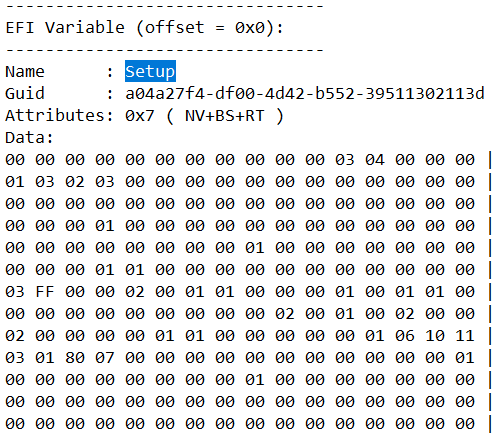 --------------------------------
EFI Variable (offset = 0x0):
--------------------------------
Name      : Setup
Guid      : a04a27f4-df00-4d42-b552-39511302113d
Attributes: 0x7 ( NV+BS+RT )
Data:
00 00 00 00 00 00 00 00 00 00 00 03 04 00 00 00 |
01 03 02 03 00 00 00 00 00 00 00 00 00 00 00 00 |
00 00 00 00 00 00 00 00 00 00 00 00 00 00 00 00 |
00 00 00 01 00 00 00 00 00 00 00 00 00 00 00 00 |
00 00 00 00 00 00 00 00 01 00 00 00 00 00 00 00 |
00 00 00 01 01 00 00 00 00 00 00 00 00 00 00 00 |
03 FF 00 00 02 00 01 01 00 00 00 01 00 01 01 00 |
00 00 00 00 00 00 00 00 00 02 00 01 00 02 00 00 |
02 00 00 00 00 01 01 00 00 00 00 00 01 06 10 11 |
03 01 80 07 00 00 00 00 00 00 00 00 00 00 00 01 |
00 00 00 00 00 00 00 00 01 00 00 00 00 00 00 00 |
00 00 00 00 00 00 00 00 00 00 00 00 00 00 00 00 |
00 00 00 00 00 00 00 00 00 00 00 00 00 00 00 00 |